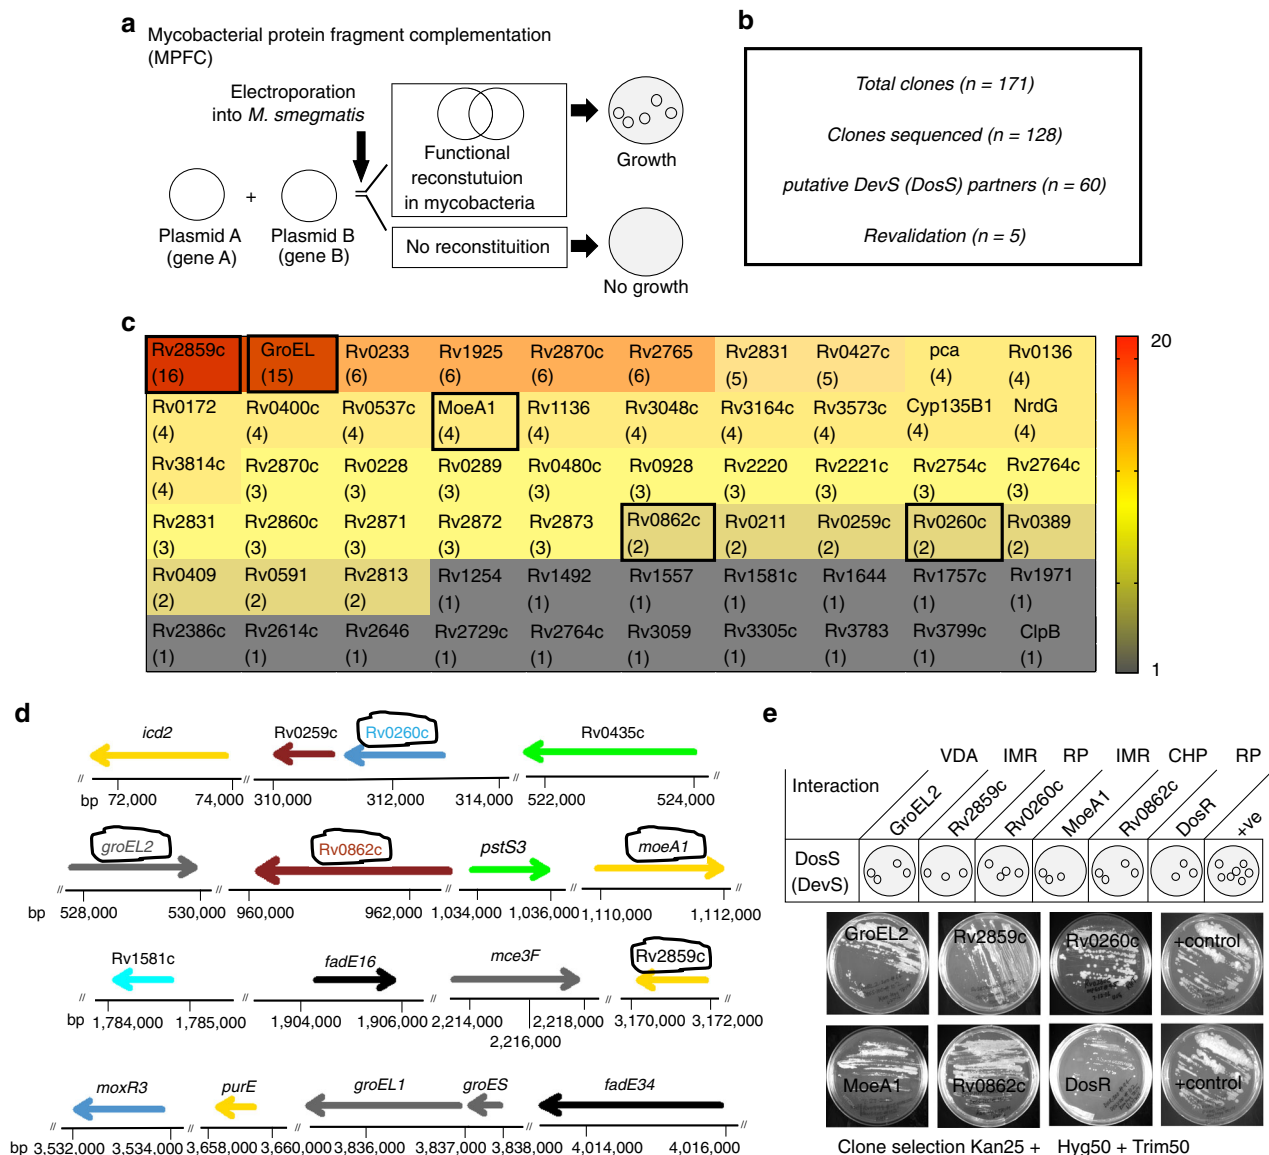 a
Mycobacterial protein fragment complementation
(MPFC)
Electroporation
into M. smegmatis
Functional
reconstutuion
in mycobacteria
Growth
+
Plasmid A
(gene A)
Plasmid B
(gene B)
No reconstituition
No growth
b
Total clones (n = 171)
Clones sequenced (n = 128)
putative DevS (DosS) partners (n = 60)
Revalidation (n = 5)
c
Rv2859c GroEL Rv0233 Rv1925 Rv2870c Rv2765 Rv2831 Rv0427c pca Rv0136
(16) (15) (6) (6) (6) (6) (5) (5) (4) (4)
Rv0172 Rv0400c Rv0537c MoeA1 Rv1136 Rv3048c Rv3164c Rv3573c Cyp135B1 NrdG
(4) (4) (4) (4) (4) (4) (4) (4) (4) (4)
Rv3814c Rv2870c Rv0228 Rv0289 Rv0480c Rv0928 Rv2220 Rv2221c Rv2754c Rv2764c
(4) (3) (3) (3) (3) (3) (3) (3) (3) (3)
Rv2831 Rv2860c Rv2871 Rv2872 Rv2873 Rv0862c Rv0211 Rv0259c Rv0260c Rv0389
(3) (3) (3) (3) (3) (2) (2) (2) (2) (2)
Rv0409 Rv0591 Rv2813 Rv1254 Rv1492 Rv1557 Rv1581c Rv1644 Rv1757c Rv1971
(2) (2) (2) (1) (1) (1) (1) (1) (1) (1)
Rv2386c Rv2614c Rv2646 Rv2729c Rv2764c Rv3059 Rv3305c Rv3783 Rv3799c ClpB
(1) (1) (1) (1) (1) (1) (1) (1) (1) (1)
20
1
d
icd2 Rv0259c Rv0260c Rv0435c
// // // //
bp 72,000 74,000 310,000 312,000 314,000 522,000 524,000
groEL2 Rv0862c pstS3 moeA1
// // // // //
bp 528,000 530,000 960,000 962,000 1,034,000 1,036,000 1,110,000 1,112,000
Rv1581c fadE16 mce3F Rv2859c
// // // // //
bp 1,784,000 1,785,000 1,904,000 1,906,000 2,214,000 2,218,000 3,170,000 3,172,000
2,216,000
moxR3 purE groEL1 groES fadE34
// // // // //
bp 3,532,000 3,534,000 3,658,000 3,660,000 3,836,000 3,837,000 3,838,000 4,014,000 4,016,000
e
VDA IMR RP IMR CHP RP
Interaction
GroEL2 Rv2859c Rv0260c MoeA1 Rv0862c DosR +ve
DosS
(DevS)
GroEL2 Rv2859c Rv0260c +control
MoeA1 Rv0862c DosR +control
Clone selection Kan25 + Hyg50 + Trim50